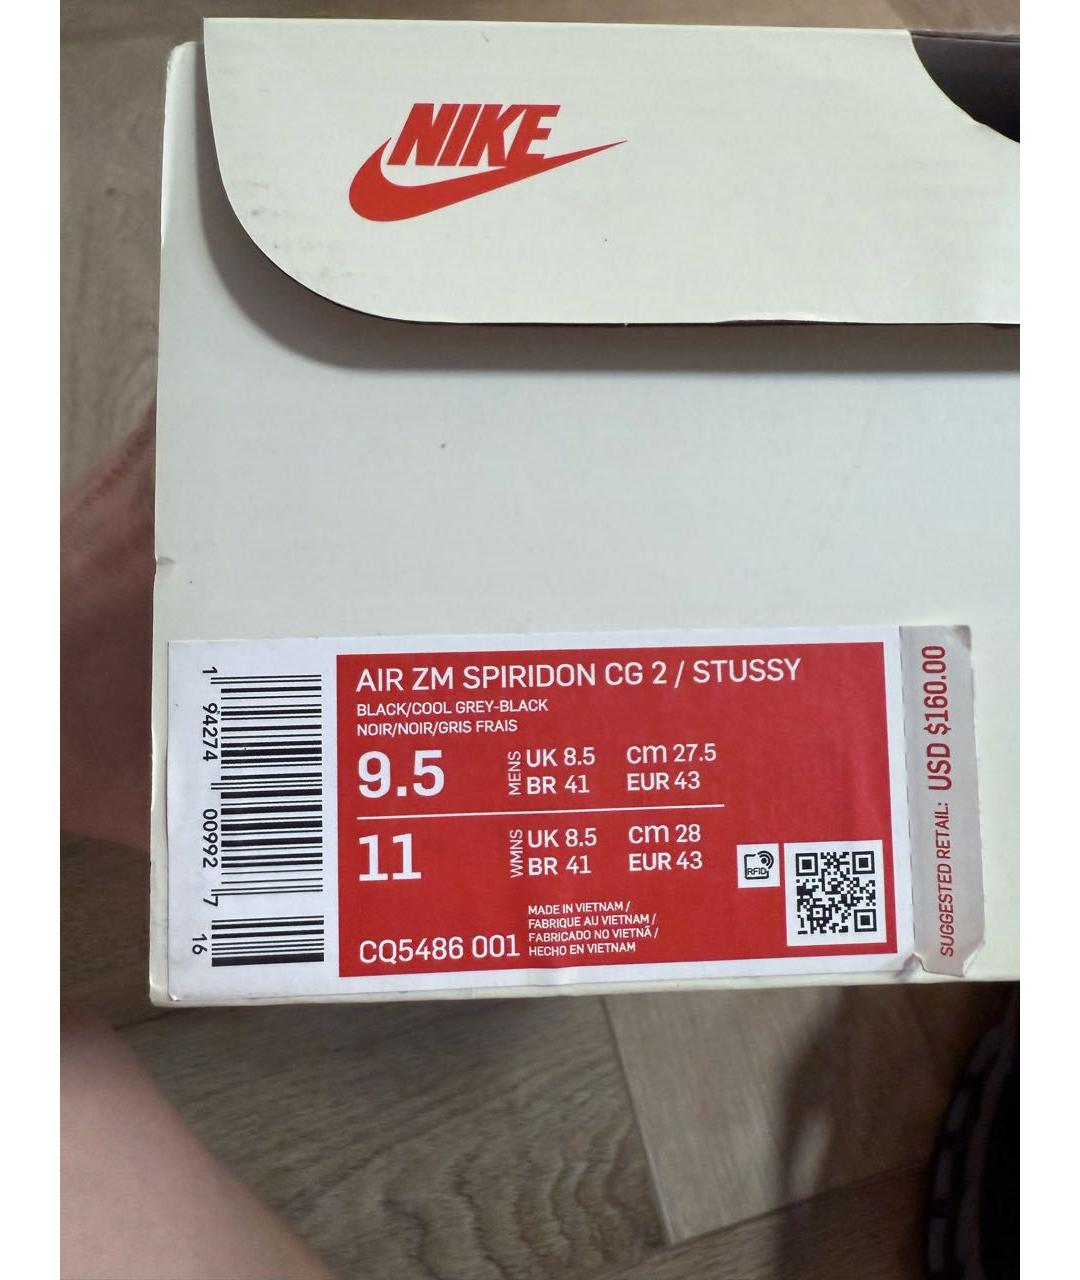 NIKE
AIR ZM SPIRIDON CG 2 / STUSSY
BLACK/COOL GREY-BLACK
NOIR/NOIR/GRIS FRAIS
9.5 MENS UK 8.5 cm 27.5
BR 41 EUR 43
11 WMNS UK 8.5 cm 28
BR 41 EUR 43
RFID
MADE IN VIETNAM /
FABRIQUE AU VIETNAM /
FABRICADO NO VIETNÃ /
HECHO EN VIETNAM
CQ5486 001
1 94274 00992 7
16
SUGGESTED RETAIL: USD $160.00